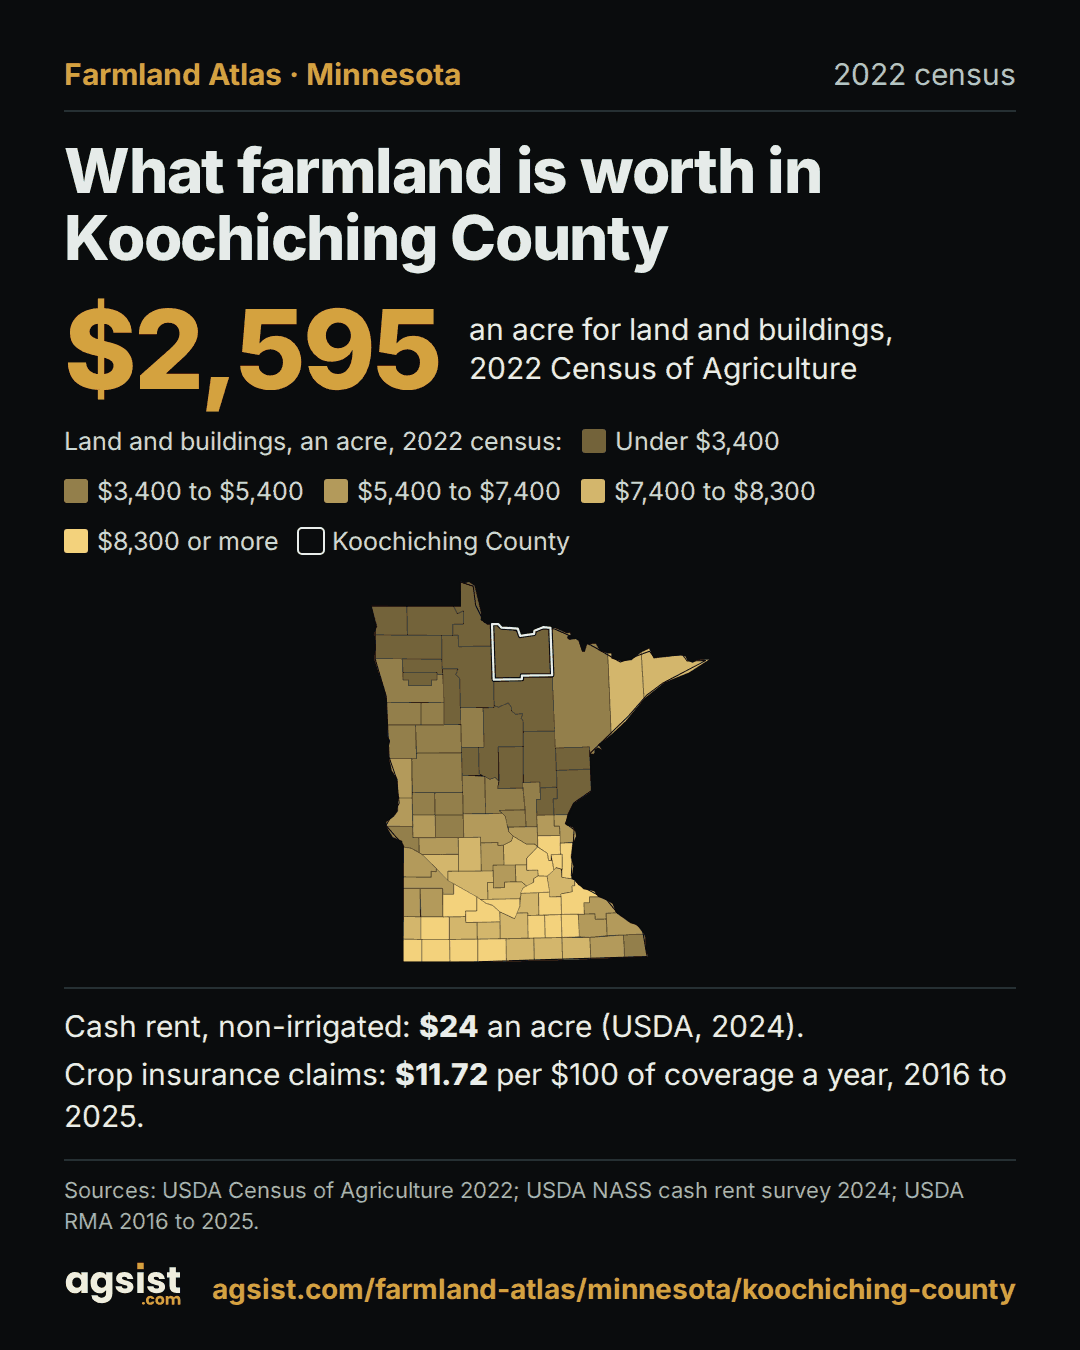 Farmland Atlas · Minnesota
2022 census
What farmland is worth in
Koochiching County
$2,595
an acre for land and buildings,
2022 Census of Agriculture
Land and buildings, an acre, 2022 census: Under $3,400
$3,400 to $5,400 $5,400 to $7,400 $7,400 to $8,300
$8,300 or more Koochiching County
Cash rent, non-irrigated: $24 an acre (USDA, 2024).
Crop insurance claims: $11.72 per $100 of coverage a year, 2016 to
2025.
Sources: USDA Census of Agriculture 2022; USDA NASS cash rent survey 2024; USDA
RMA 2016 to 2025.
agsist
.com
agsist.com/farmland-atlas/minnesota/koochiching-county